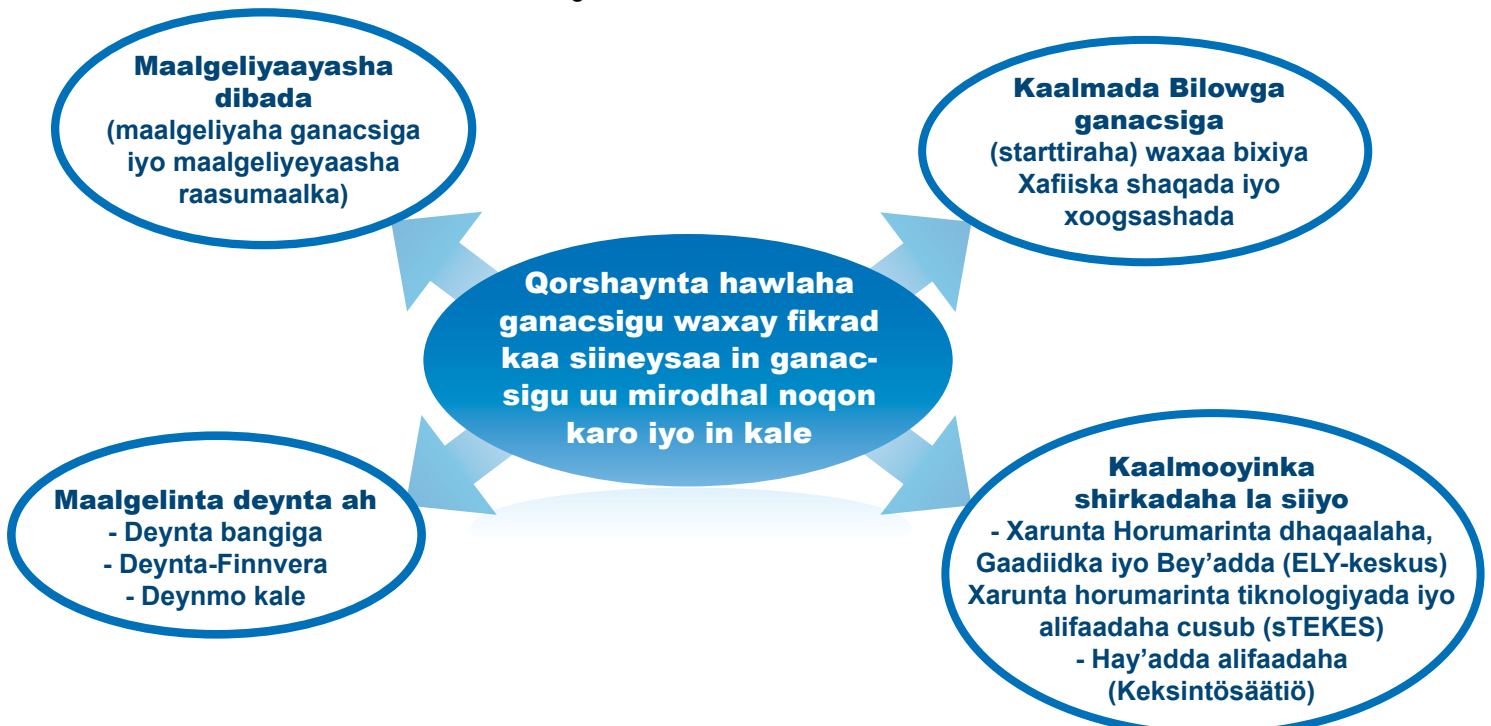 Maalgeliyaayasha
dibada
(maalgeliyaha ganacsiga
iyo maalgeliyeyaasha
raasumaalka)
Kaalmada Bilowga
ganacsiga
(starttiraha) waxaa bixiya
Xafiiska shaqada iyo
xoogsashada
Qorshaynta hawlaha
ganacsigu waxay fikrad
kaa siineysaa in ganac-
sigu uu mirodhal noqon
karo iyo in kale
Maalgelinta deynta ah
- Deynta bangiga
- Deynta-Finnvera
- Deynmo kale
Kaalmooyinka
shirkadaha la siiyo
- Xarunta Horumarinta dhaqaalaha,
Gaadiidka iyo Bey’adda (ELY-keskus)
Xarunta horumarinta tiknologiyada iyo
alifaadaha cusub (sTEKES)
- Hay’adda alifaadaha
(Keksintösäätiö)